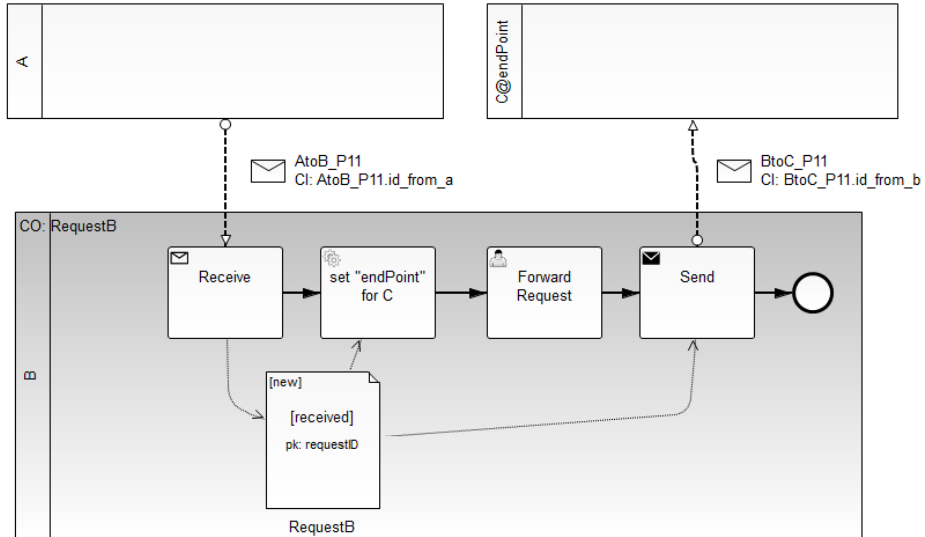 A
C@endPoint
AtoB_P11
CI: AtoB_P11.id_from_a
BtoC_P11
CI: BtoC_P11.id_from_b
CO: RequestB
B
Receive
set "endPoint"
for C
Forward
Request
Send
[new]
[received]
pk: requestID
RequestB